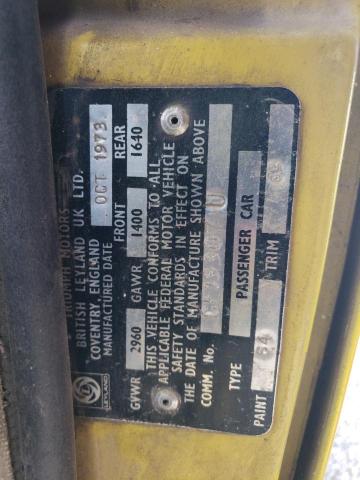 TRIUMPH MOTORS
BRITISH LEYLAND UK LTD.
COVENTRY, ENGLAND
MANUFACTURED DATE OCT 1973
LEYLAND
GVWR 2960 GAWR FRONT 1400 REAR 1640
THIS VEHICLE CONFORMS TO ALL
APPLICABLE FEDERAL MOTOR VEHICLE
SAFETY STANDARDS IN EFFECT ON
THE DATE OF MANUFACTURE SHOWN ABOVE
COMM. No. U
TYPE PASSENGER CAR
PAINT 64 TRIM